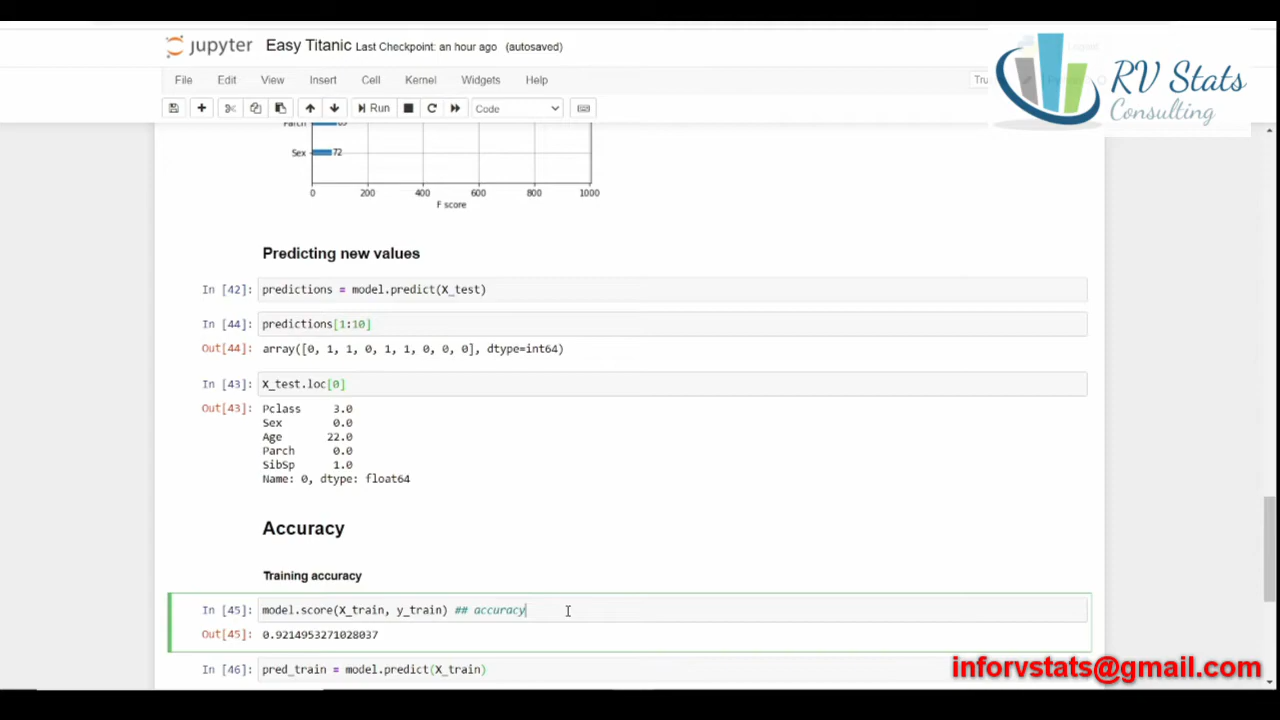 jupyter Easy Titanic Last Checkpoint: an hour ago (autosaved)
RV Stats
Consulting
File Edit View Insert Cell Kernel Widgets Help
Run Code
Sex 72
0 200 400 600 800 1000
F score
Predicting new values
In [42]: predictions = model.predict(X_test)
In [44]: predictions[1:10]
Out[44]: array([0, 1, 1, 0, 1, 1, 0, 0, 0], dtype=int64)
In [43]: X_test.loc[0]
Out[43]: Pclass 3.0
Sex 0.0
Age 22.0
Parch 0.0
SibSp 1.0
Name: 0, dtype: float64
Accuracy
Training accuracy
In [45]: model.score(X_train, y_train) ## accuracy
Out[45]: 0.9214953271028037
In [46]: pred_train = model.predict(X_train)
inforvstats@gmail.com